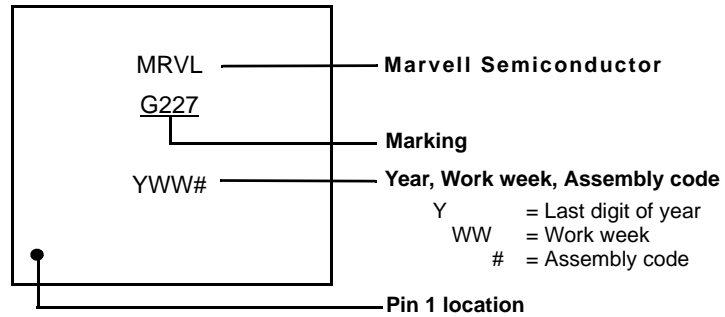 MRVL Marvell Semiconductor
G227
Marking
YWW# Year, Work week, Assembly code
Y = Last digit of year
WW = Work week
# = Assembly code
Pin 1 location